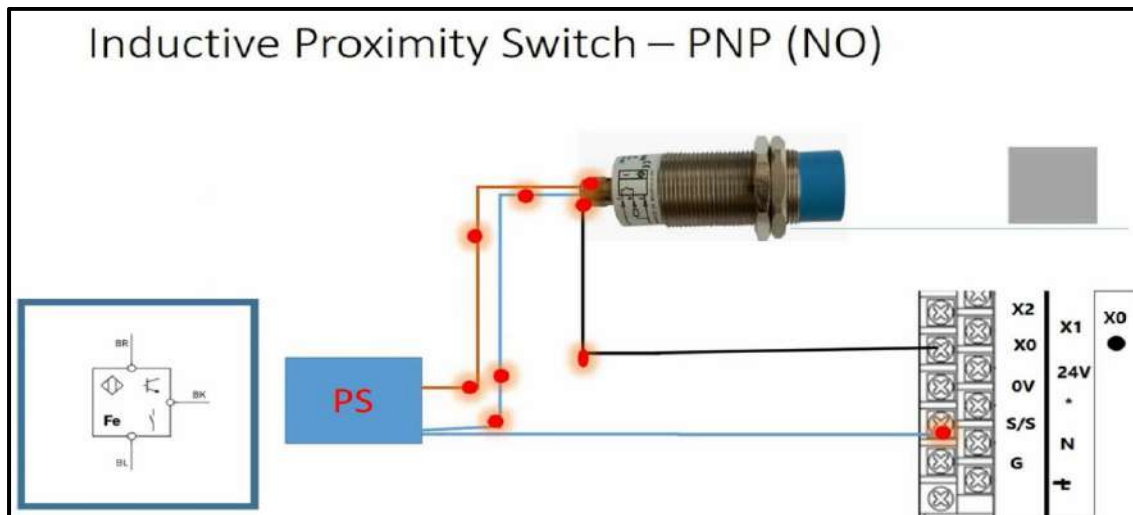 Inductive Proximity Switch – PNP (NO)
BR
BK
Fe
BL
PS
X2
X1
X0
X0
24V
0V
*
S/S
N
G
Ł